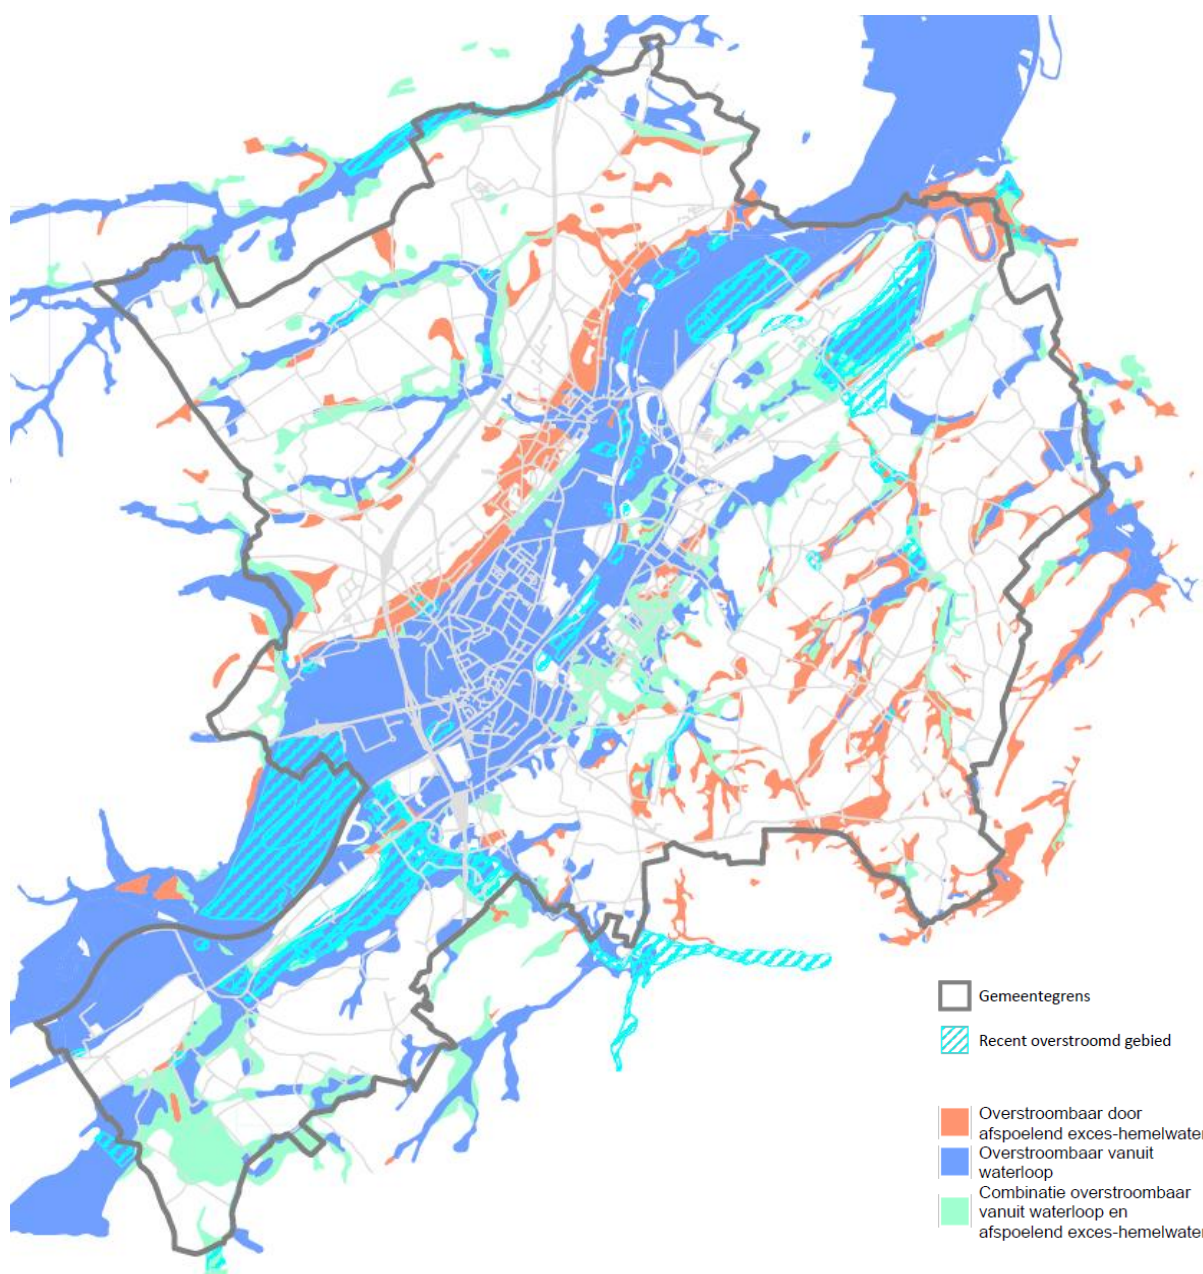 Gemeentegrens
Recent overstroomd gebied
Overstroombaar door
afspoelend exces-hemelwater
Overstroombaar vanuit
waterloop
Combinatie overstroombaar
vanuit waterloop en
afspoelend exces-hemelwater